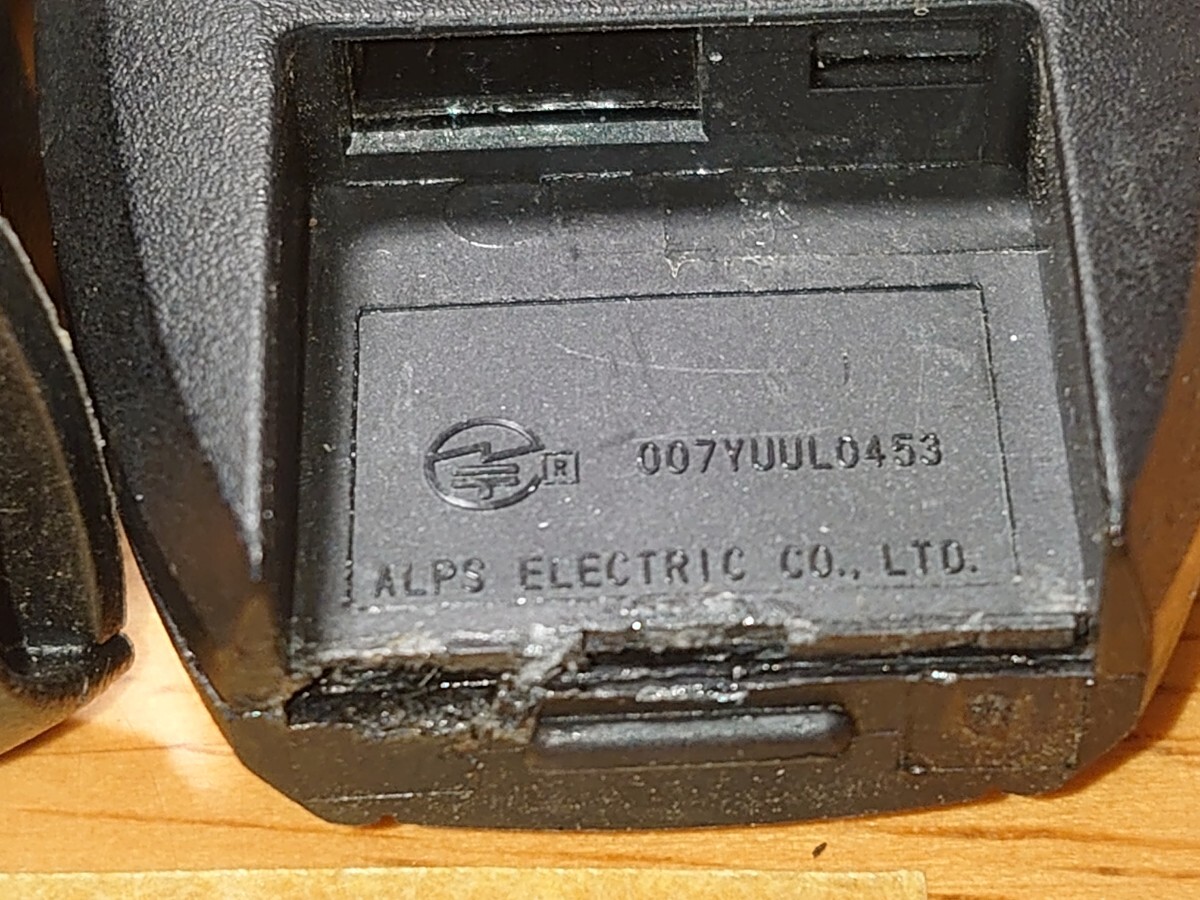 R 007YUUL0453
ALPS ELECTRIC CO., LTD.